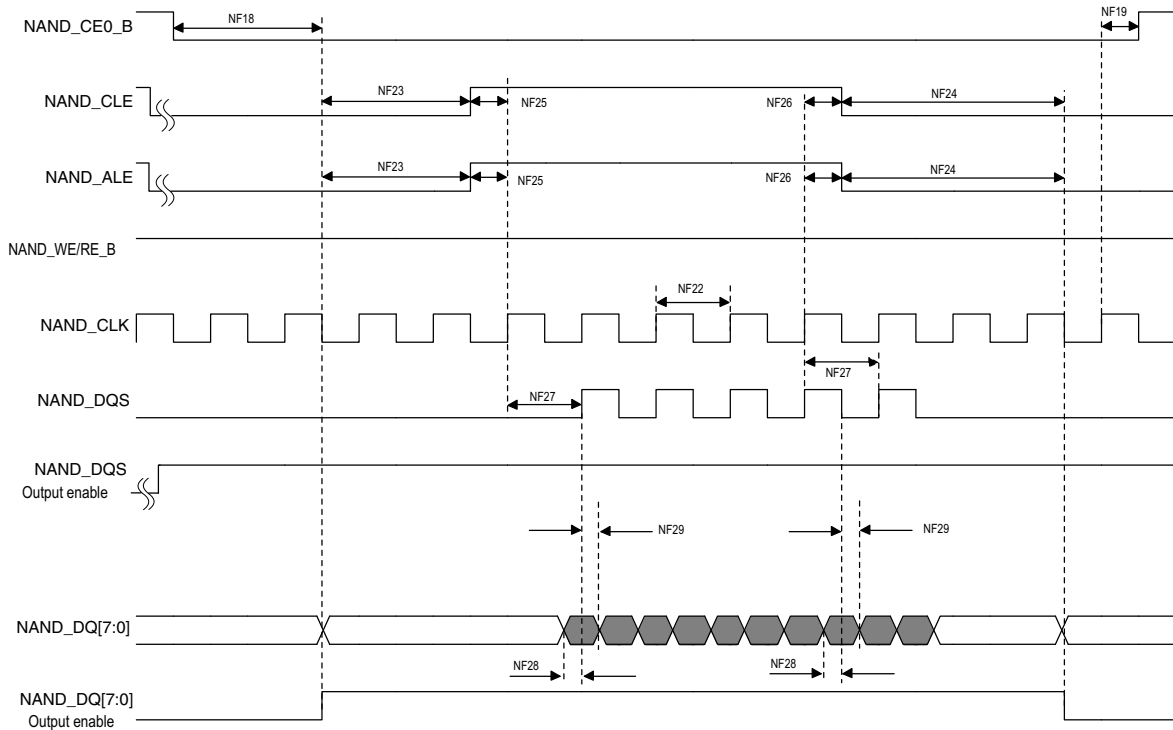 NAND_CE0_B
NF18
NF19
NAND_CLE
NF23
NF25
NF26
NF24
NAND_ALE
NF23
NF25
NF26
NF24
NAND_WE/RE_B
NF22
NAND_CLK
NF27
NAND_DQS
NF27
NAND_DQS
Output enable
NF29
NF29
NAND_DQ[7:0]
NF28
NF28
NAND_DQ[7:0]
Output enable